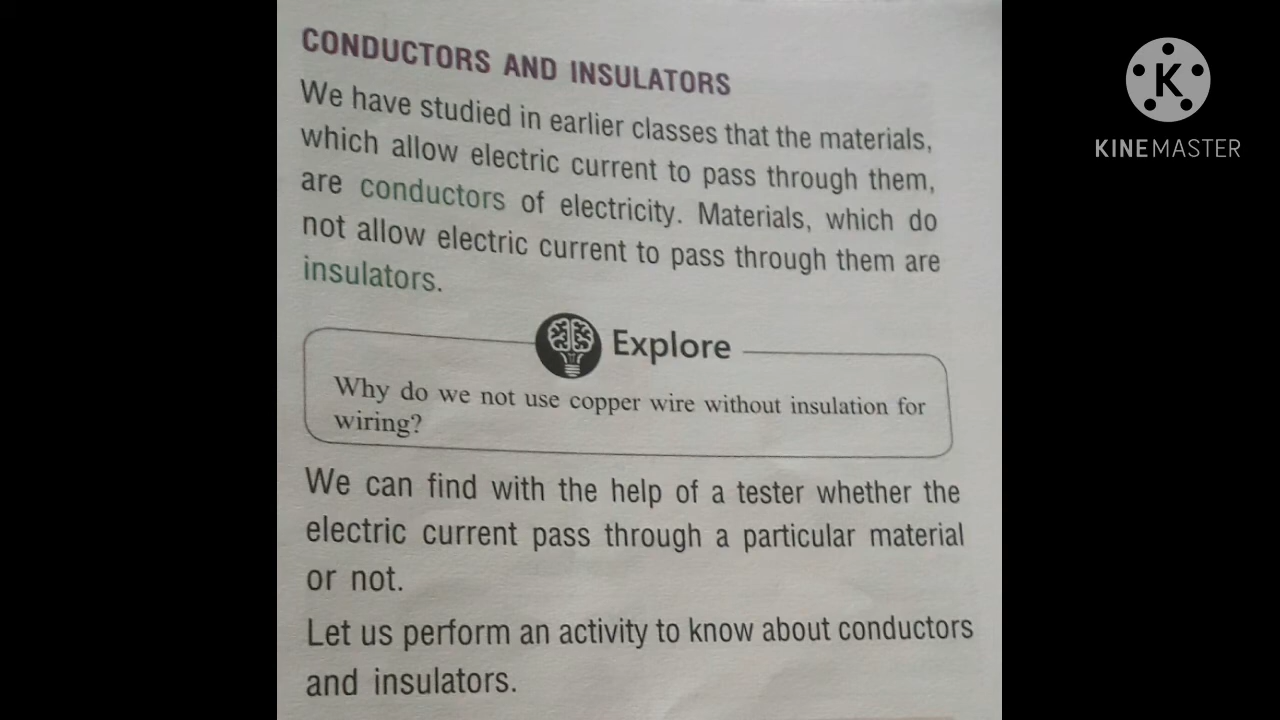 CONDUCTORS AND INSULATORS
We have studied in earlier classes that the materials,
which allow electric current to pass through them,
are conductors of electricity. Materials, which do
not allow electric current to pass through them are
insulators.
Explore
Why do we not use copper wire without insulation for
wiring?
We can find with the help of a tester whether the
electric current pass through a particular material
or not.
Let us perform an activity to know about conductors
and insulators.
K
KINEMASTER